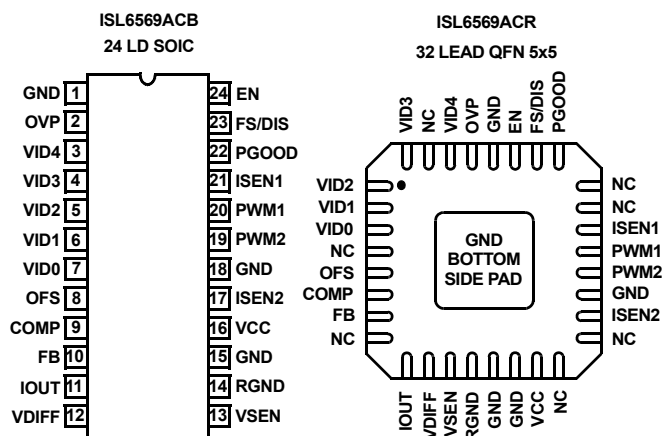 ISL6569ACB
24 LD SOIC
GND 1
OVP 2
VID4 3
VID3 4
VID2 5
VID1 6
VID0 7
OFS 8
COMP 9
FB 10
IOUT 11
VDIFF 12
24 EN
23 FS/DIS
22 PGOOD
21 ISEN1
20 PWM1
19 PWM2
18 GND
17 ISEN2
16 VCC
15 GND
14 RGND
13 VSEN
ISL6569ACR
32 LEAD QFN 5x5
VID3
NC
VID4
OVP
GND
EN
FS/DIS
PGOOD
VID2
VID1
VID0
NC
OFS
COMP
FB
NC
GND
BOTTOM
SIDE PAD
NC
NC
ISEN1
PWM1
PWM2
GND
ISEN2
NC
IOUT
VDIFF
VSEN
RGND
GND
GND
VCC
NC